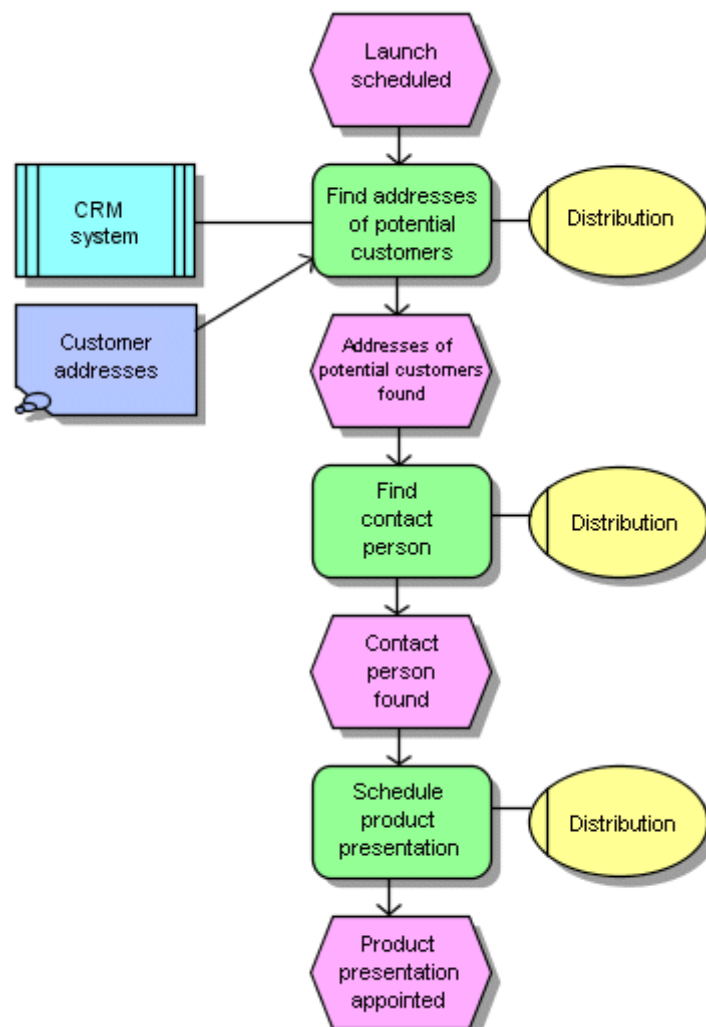 Launch
scheduled
CRM
system
Find addresses
of potential
customers
Distribution
Customer
addresses
Addresses of
potential customers
found
Find
contact
person
Distribution
Contact
person
found
Schedule
product
presentation
Distribution
Product
presentation
appointed